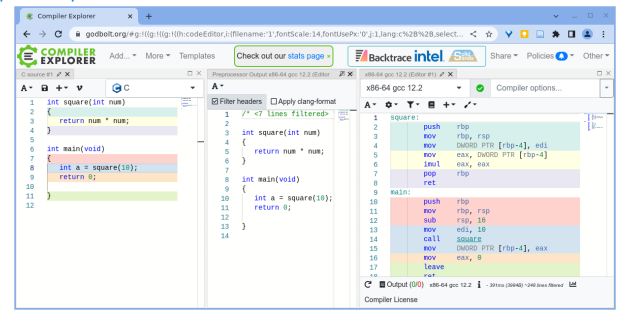 Compiler Explorer × +
godbolt.org/#g:!((g:!((g:!((h:codeEditor,i:(filename:'1',fontScale:14,fontUsePx:'0',j:1,lang:c%2B%2B,select...
COMPILER EXPLORER Add... More Templates Check out our stats page × Backtrace intel. Share Policies Other
C source #1
A C
1 int square(int num)
2 {
3 return num * num;
4 }
5
6 int main(void)
7 {
8 int a = square(10);
9 return 0;
10
11 }
12
Preprocessor Output x86-64 gcc 12.2 (Editor
A
Filter headers Apply clang-format
1 /* <7 lines filtered>
2
3 int square(int num)
4 {
5 return num * num;
6 }
7
8 int main(void)
9 {
10 int a = square(10);
11 return 0;
12
13 }
14
x86-64 gcc 12.2 (Editor #1)
x86-64 gcc 12.2 Compiler options...
A
1 square:
2 push rbp
3 mov rbp, rsp
4 mov DWORD PTR [rbp-4], edi
5 mov eax, DWORD PTR [rbp-4]
6 imul eax, eax
7 pop rbp
8 ret
9 main:
10 push rbp
11 mov rbp, rsp
12 sub rsp, 16
13 mov edi, 10
14 call square
15 mov DWORD PTR [rbp-4], eax
16 mov eax, 0
17 leave
18 ret
Output (0/0) x86-64 gcc 12.2 i - 391ms (3984B) ~249 lines filtered
Compiler License